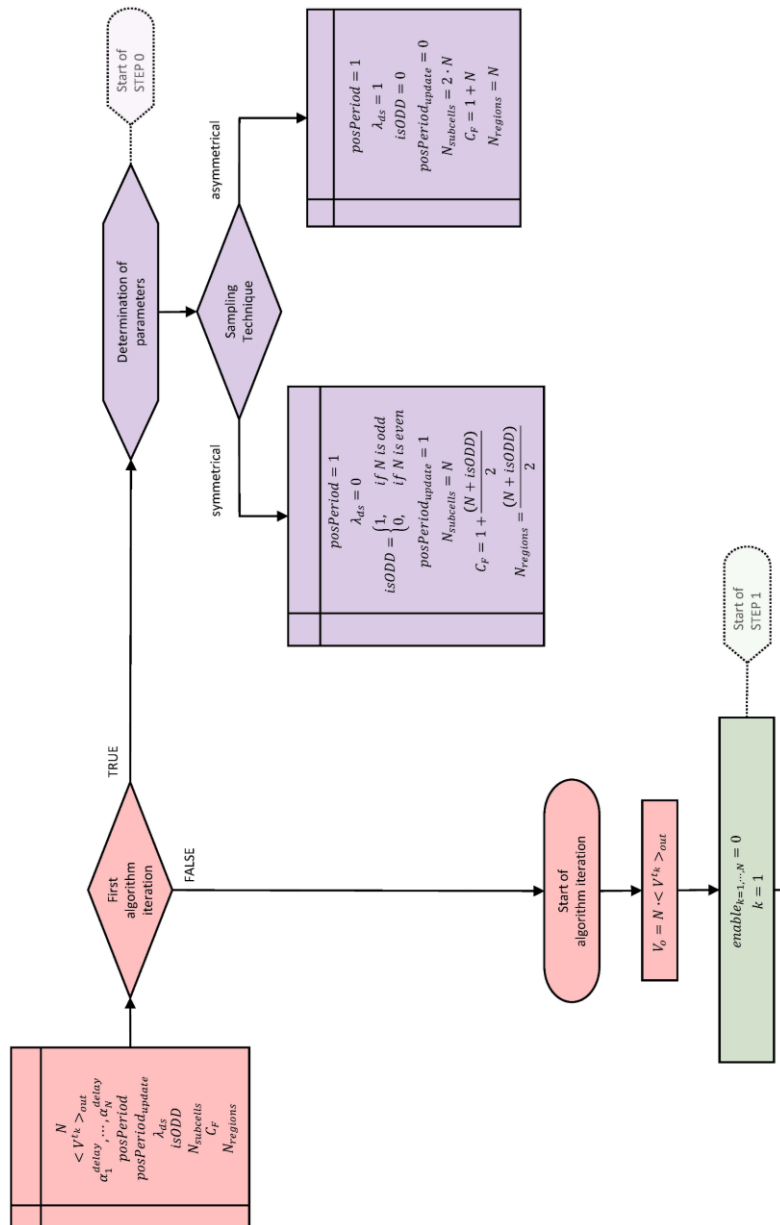 N
< V^{t_k} >_{out}
α_1^{delay}, ⋯, α_N^{delay}
posPeriod
posPeriod_{update}
λ_{ds}
isODD
N_{subcells}
C_F
N_{regions}
First
algorithm
iteration
TRUE
FALSE
Determination of
parameters
Start of
STEP 0
Sampling
Technique
symmetrical
asymmetrical
posPeriod = 1
λ_{ds} = 0
isODD = {1, if N is odd
0, if N is even
posPeriod_{update} = 1
N_{subcells} = N
C_F = 1 + (N + isODD)/2
N_{regions} = (N + isODD)/2
posPeriod = 1
λ_{ds} = 1
isODD = 0
posPeriod_{update} = 0
N_{subcells} = 2 · N
C_F = 1 + N
N_{regions} = N
Start of
algorithm iteration
V_o = N · < V^{t_k} >_{out}
enable_{k=1,⋯,N} = 0
k = 1
Start of
STEP 1